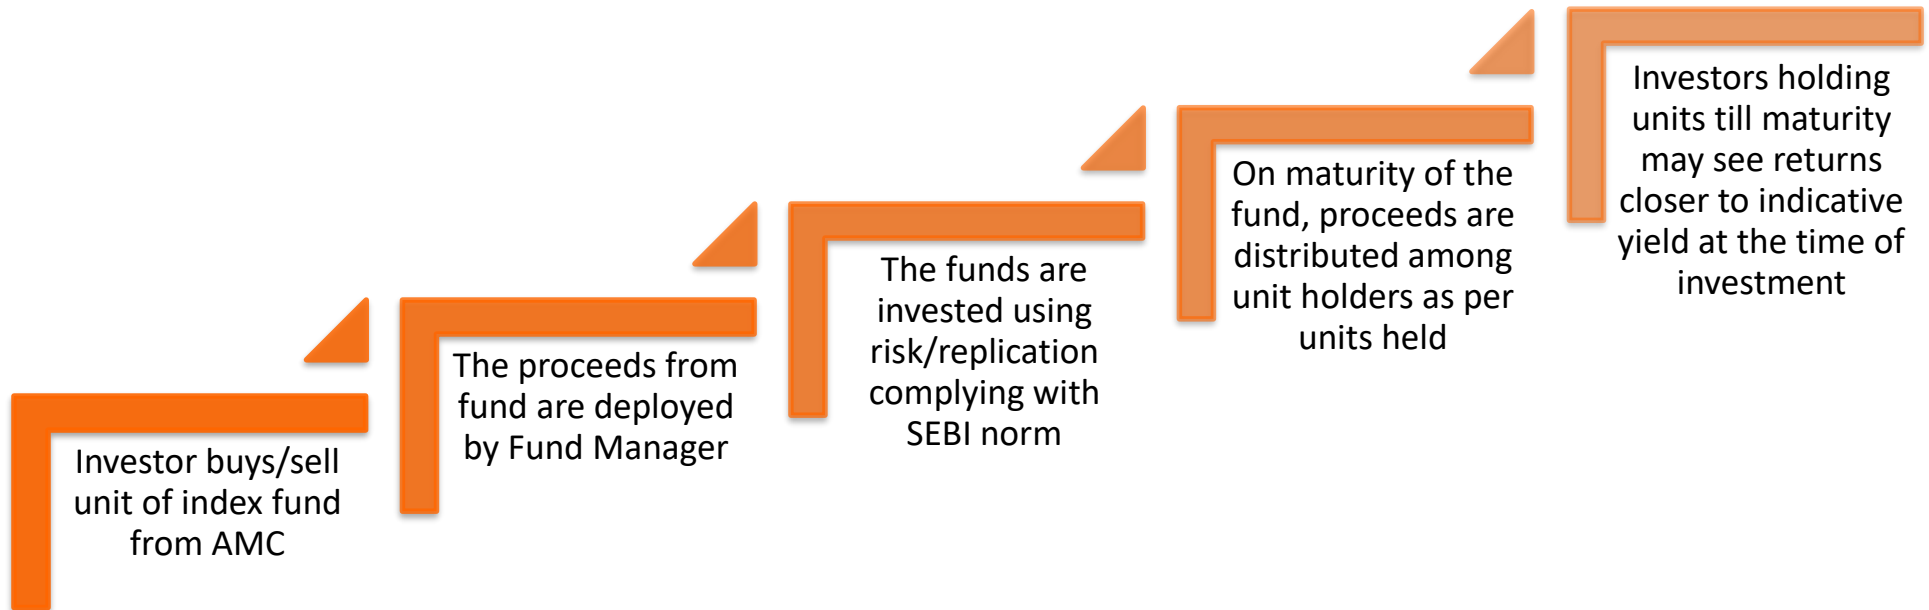 Investor buys/sell
unit of index fund
from AMC
The proceeds from
fund are deployed
by Fund Manager
The funds are
invested using
risk/replication
complying with
SEBI norm
On maturity of the
fund, proceeds are
distributed among
unit holders as per
units held
Investors holding
units till maturity
may see returns
closer to indicative
yield at the time of
investment